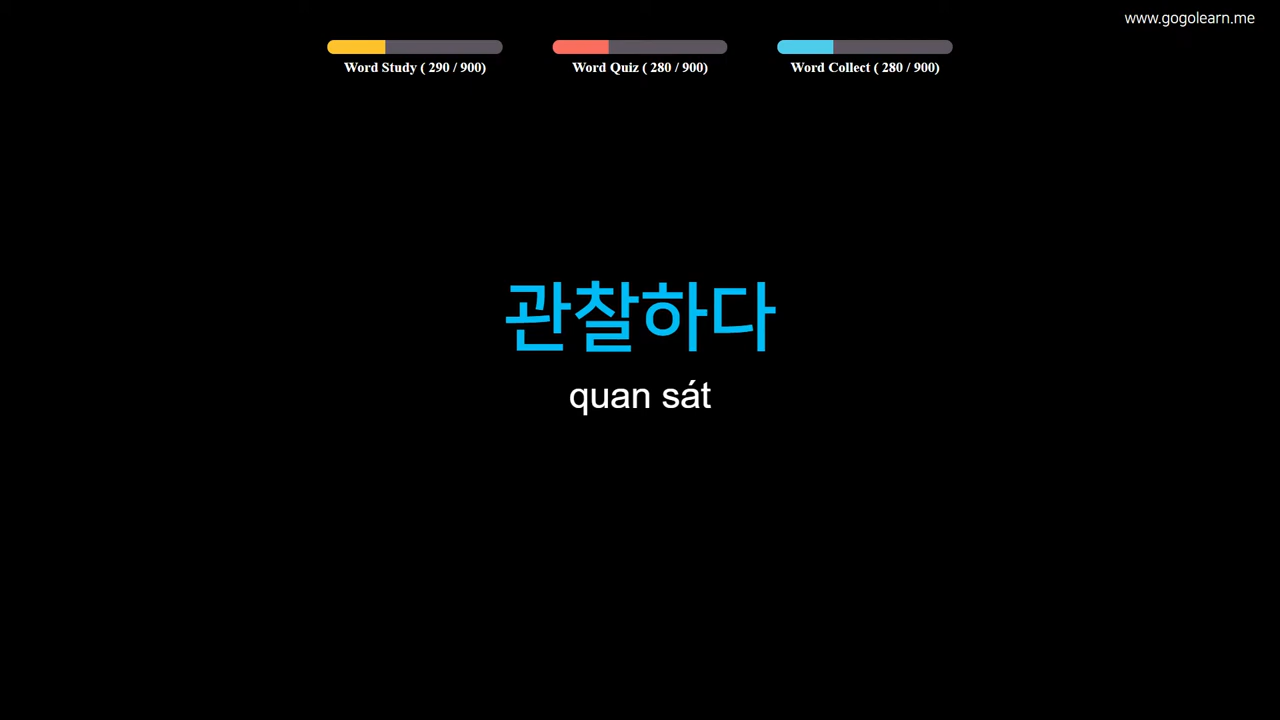 www.gogolearn.me
Word Study ( 290 / 900)
Word Quiz ( 280 / 900)
Word Collect ( 280 / 900)
관찰하다
quan sát